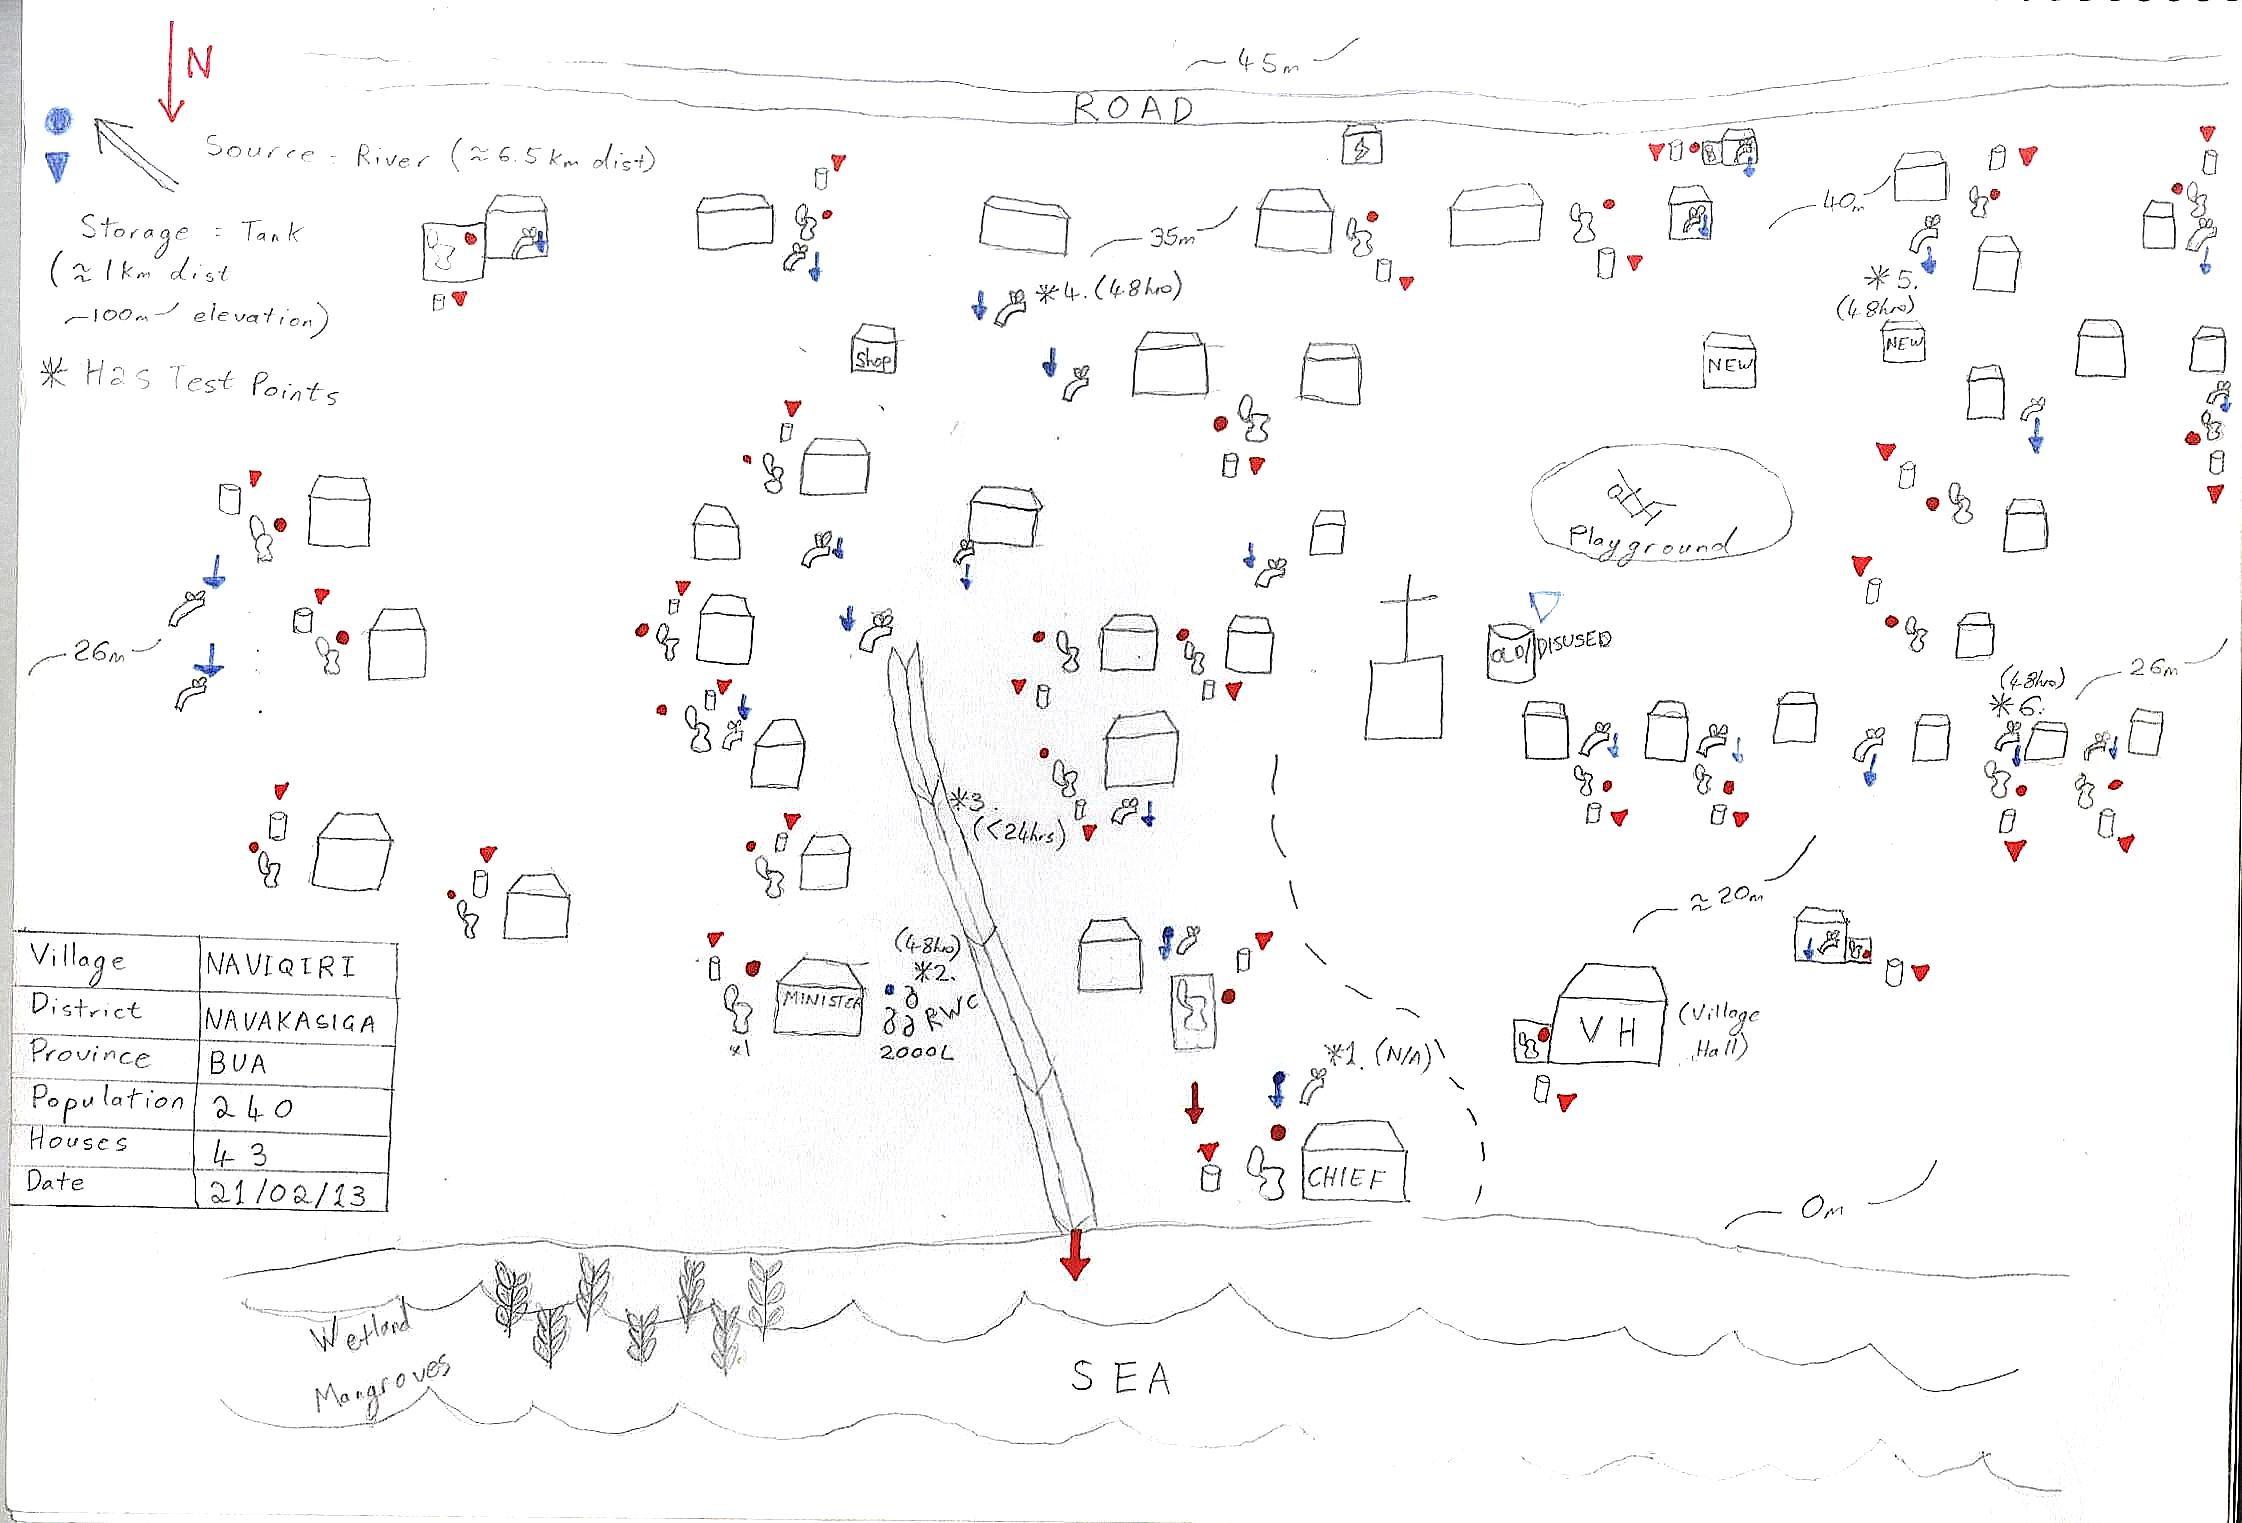 ~45m
N
ROAD
Source = River (≈6.5km dist)
Storage = Tank
(≈1km dist
~100m elevation)
* H2S Test Points
35m
40m
*4. (48hrs)
*5.
(48hrs)
Shop
NEW
NEW
Playground
26m
DISUSED
(48hrs)
*6.
26m
*3.
(<24hrs)
≈20m
(48hrs)
*2.
MINISTER
RWC
x1
2000L
VH
(Village
Hall)
*1. (N/A)
CHIEF
0m
Village NAVIQIRI
District NAVAKASIGA
Province BUA
Population 240
Houses 43
Date 21/02/13
Wetland
Mangroves
SEA